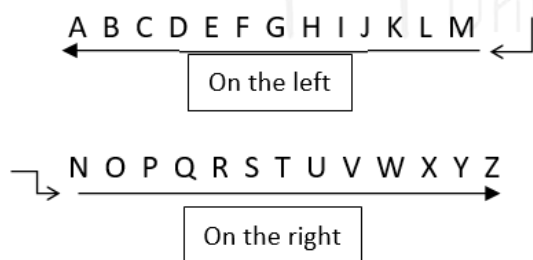 A B C D E F G H I J K L M
On the left
N O P Q R S T U V W X Y Z
On the right